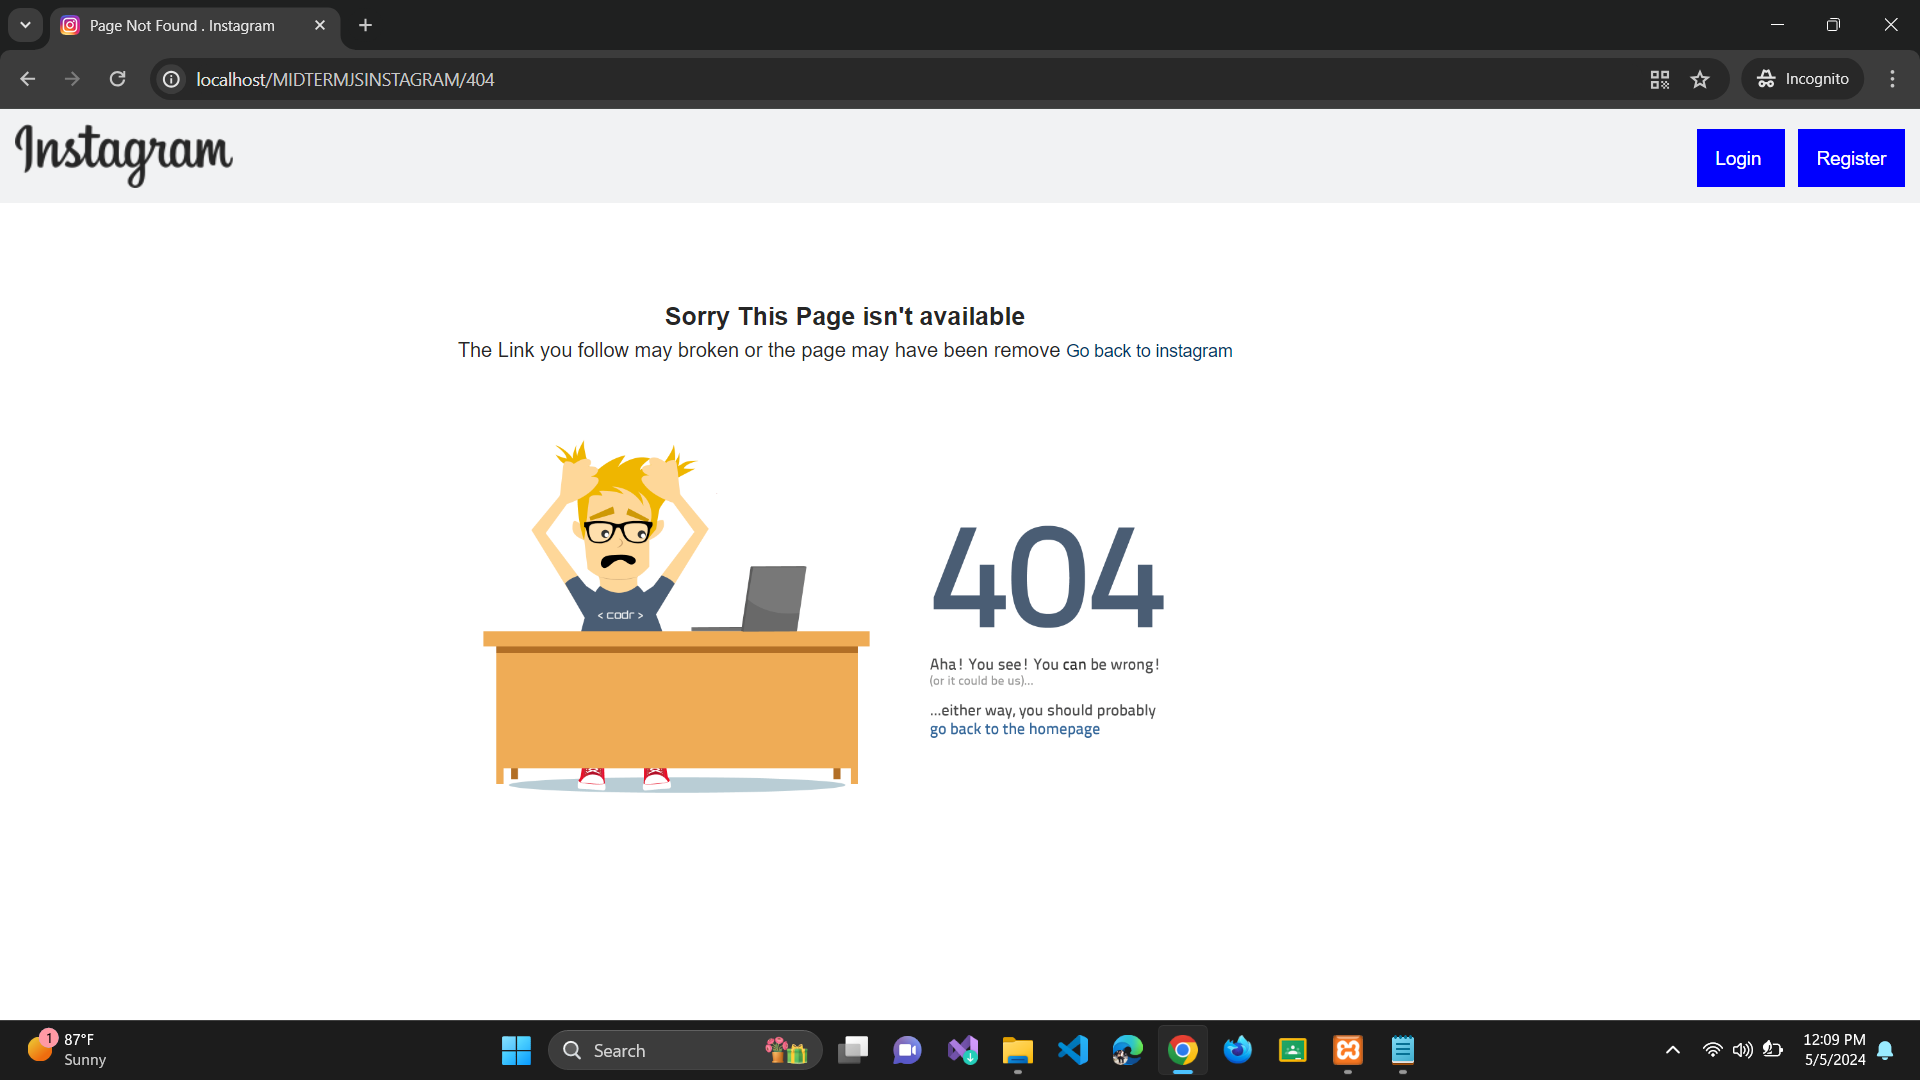 Page Not Found . Instagram
localhost/MIDTERMJSINSTAGRAM/404
Incognito
Instagram
Login
Register
Sorry This Page isn't available
The Link you follow may broken or the page may have been remove Go back to instagram
< codr >
404
Aha! You see! You can be wrong!
(or it could be us)...
...either way, you should probably
go back to the homepage
1
87°F
Sunny
Search
12:09 PM
5/5/2024